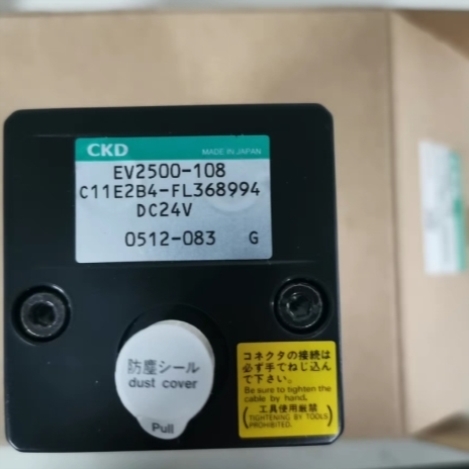 CKD MADE IN JAPAN
EV2500-108
C11E2B4-FL368994
DC24V
0512-083 G
防塵シール
dust cover
Pull
コネクタの接続は
必ず手でねじ込ん
で下さい。
Be sure to tighten the
cable by hand.
(工具使用厳禁
TIGHTENING BY TOOLS
PROHIBITED.)